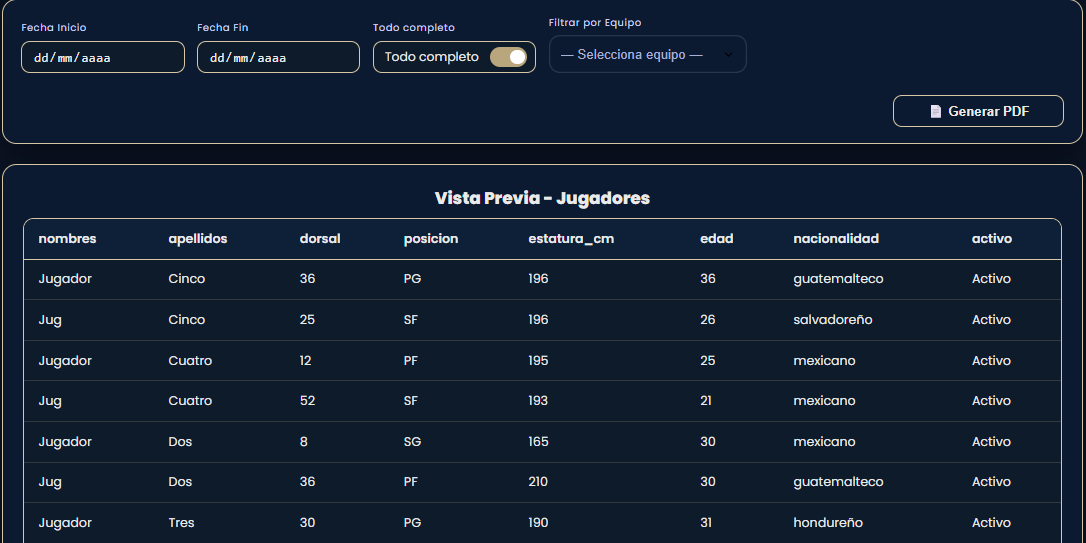 Fecha Inicio Fecha Fin Todo completo Filtrar por Equipo
dd/mm/aaaa dd/mm/aaaa Todo completo — Selecciona equipo —
Generar PDF
Vista Previa - Jugadores
nombres apellidos dorsal posicion estatura_cm edad nacionalidad activo
Jugador Cinco 36 PG 196 36 guatemalteco Activo
Jug Cinco 25 SF 196 26 salvadoreño Activo
Jugador Cuatro 12 PF 195 25 mexicano Activo
Jug Cuatro 52 SF 193 21 mexicano Activo
Jugador Dos 8 SG 165 30 mexicano Activo
Jug Dos 36 PF 210 30 guatemalteco Activo
Jugador Tres 30 PG 190 31 hondureño Activo